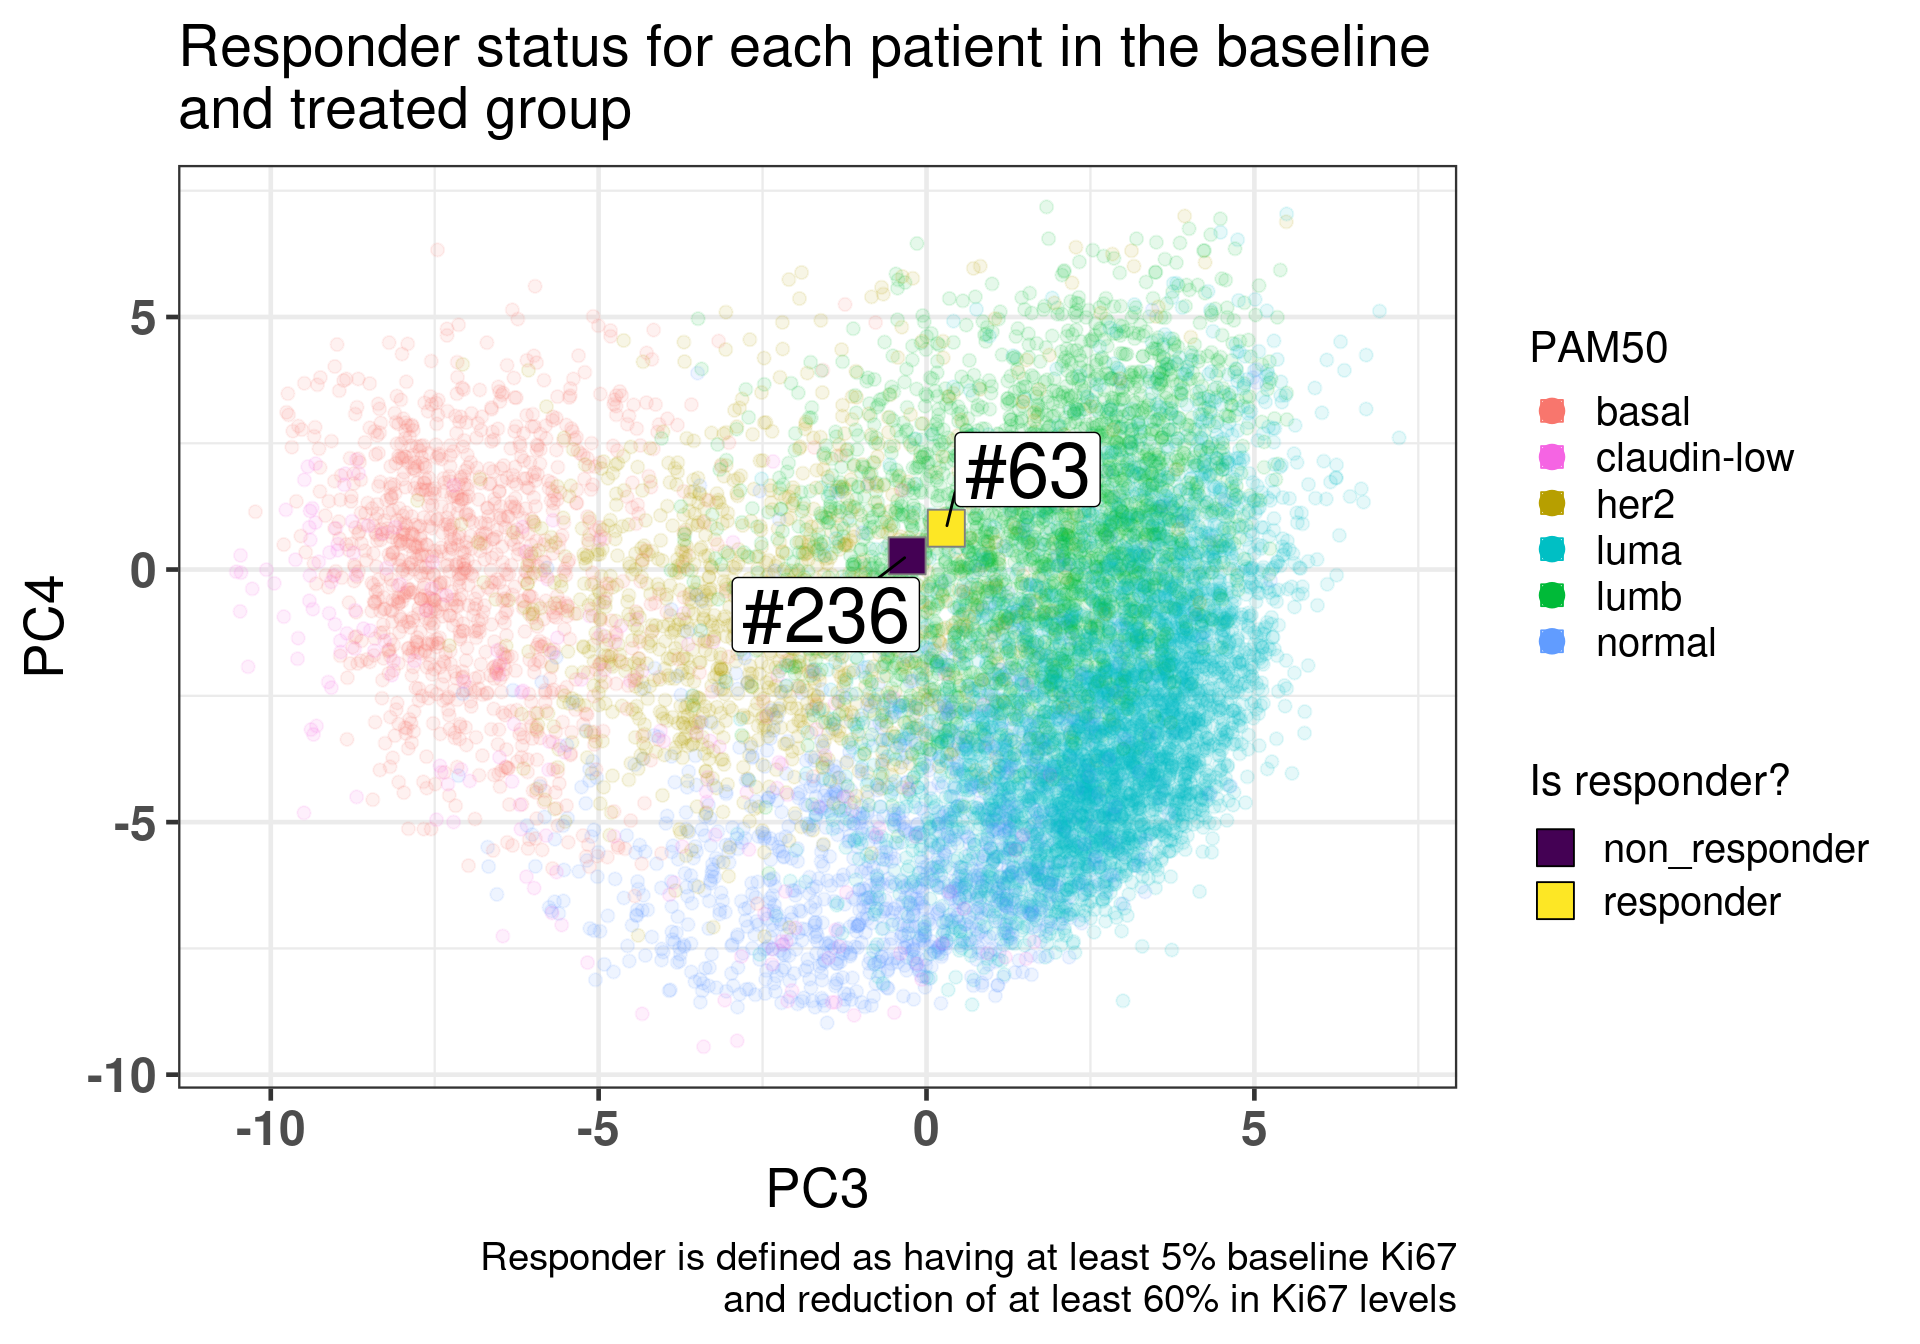 Responder status for each patient in the baseline
and treated group
PC4
5
0
-5
-10
#63
#236
-10
-5
0
5
PC3
PAM50
basal
claudin-low
her2
luma
lumb
normal
Is responder?
non_responder
responder
Responder is defined as having at least 5% baseline Ki67
and reduction of at least 60% in Ki67 levels